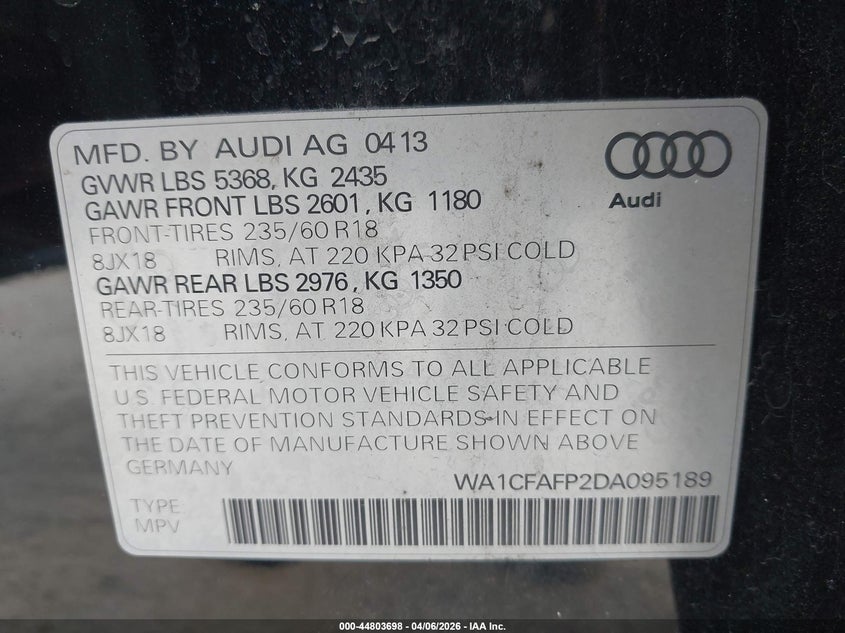 MFD. BY AUDI AG 0413
GVWR LBS 5368, KG 2435
GAWR FRONT LBS 2601, KG 1180
FRONT-TIRES 235/60 R18
8JX18 RIMS, AT 220 KPA 32 PSI COLD
GAWR REAR LBS 2976, KG 1350
REAR-TIRES 235/60 R18
8JX18 RIMS, AT 220 KPA 32 PSI COLD
Audi
THIS VEHICLE CONFORMS TO ALL APPLICABLE
U.S. FEDERAL MOTOR VEHICLE SAFETY AND
THEFT PREVENTION STANDARDS IN EFFECT ON
THE DATE OF MANUFACTURE SHOWN ABOVE
GERMANY
WA1CFAFP2DA095189
TYPE
MPV
000-44803698 - 04/06/2026 - IAA Inc.